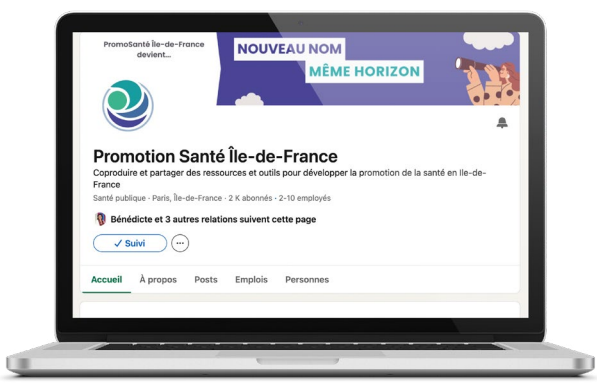 PromoSanté Île-de-France
devient...
NOUVEAU NOM
MÊME HORIZON
Promotion Santé Île-de-France
Coproduire et partager des ressources et outils pour développer la promotion de la santé en Ile-de-
France
Santé publique · Paris, Île-de-France · 2 K abonnés · 2-10 employés
Bénédicte et 3 autres relations suivent cette page
✓ Suivi
Accueil À propos Posts Emplois Personnes